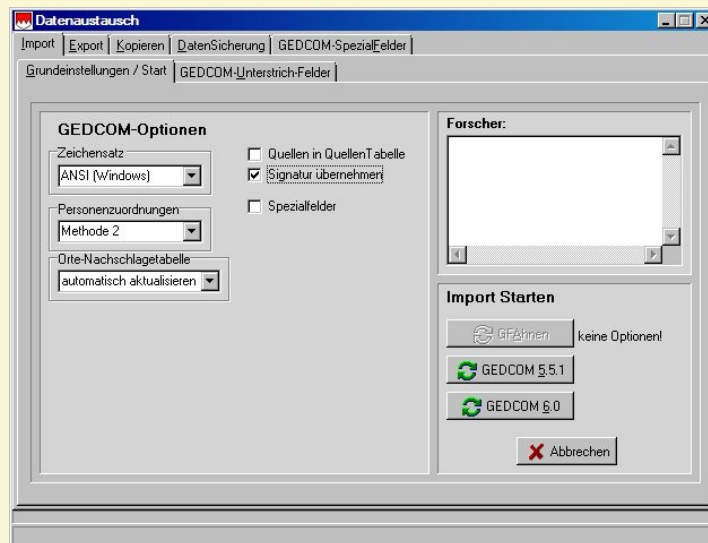 Datenaustausch
Import Export Kopieren DatenSicherung GEDCOM-SpezialFelder
Grundeinstellungen / Start GEDCOM-Unterstrich-Felder
GEDCOM-Optionen
Zeichensatz
ANSI (Windows)
Personenzuordnungen
Methode 2
Orte-Nachschlagetabelle
automatisch aktualisieren
Quellen in QuellenTabelle
Signatur übernehmen
Spezialfelder
Forscher:
Import Starten
GFAhnen keine Optionen!
GEDCOM 5.5.1
GEDCOM 6.0
Abbrechen